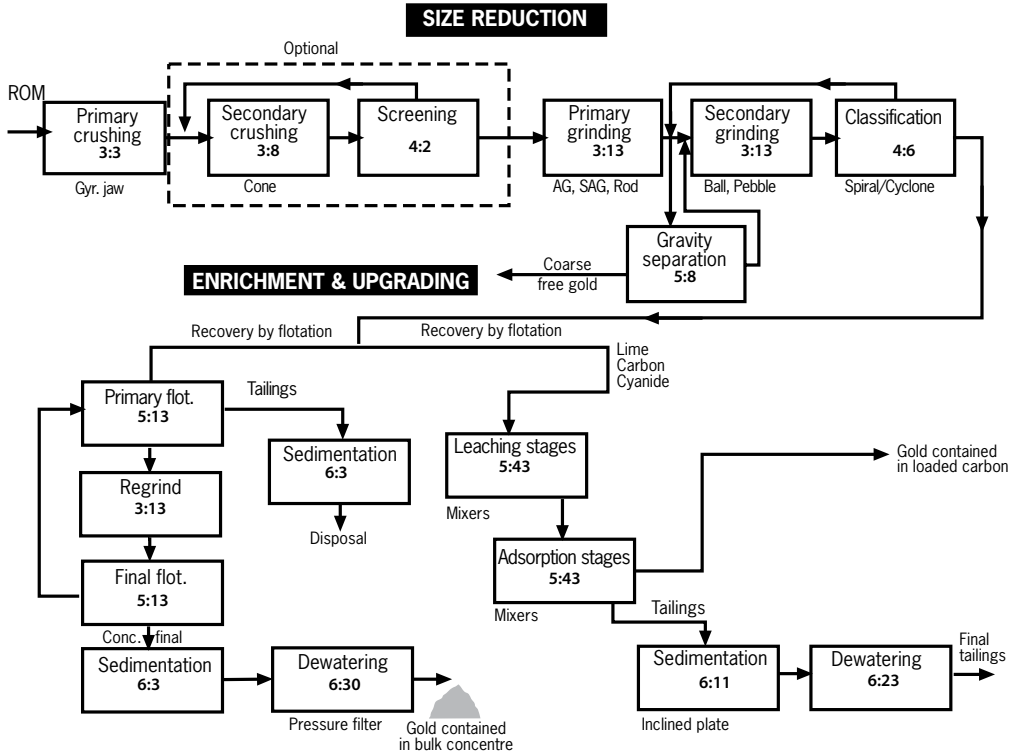 SIZE REDUCTION
Optional
ROM
Primary
crushing
3:3
Gyr. jaw
Secondary
crushing
3:8
Cone
Screening
4:2
Primary
grinding
3:13
AG, SAG, Rod
Secondary
grinding
3:13
Ball, Pebble
Classification
4:6
Spiral/Cyclone
Gravity
separation
5:8
Coarse
free gold
ENRICHMENT & UPGRADING
Recovery by flotation
Recovery by flotation
Lime
Carbon
Cyanide
Primary flot.
5:13
Tailings
Sedimentation
6:3
Disposal
Regrind
3:13
Final flot.
5:13
Conc. final
Sedimentation
6:3
Dewatering
6:30
Pressure filter
Gold contained
in bulk concentre
Leaching stages
5:43
Mixers
Adsorption stages
5:43
Mixers
Gold contained
in loaded carbon
Tailings
Sedimentation
6:11
Inclined plate
Dewatering
6:23
Final
tailings